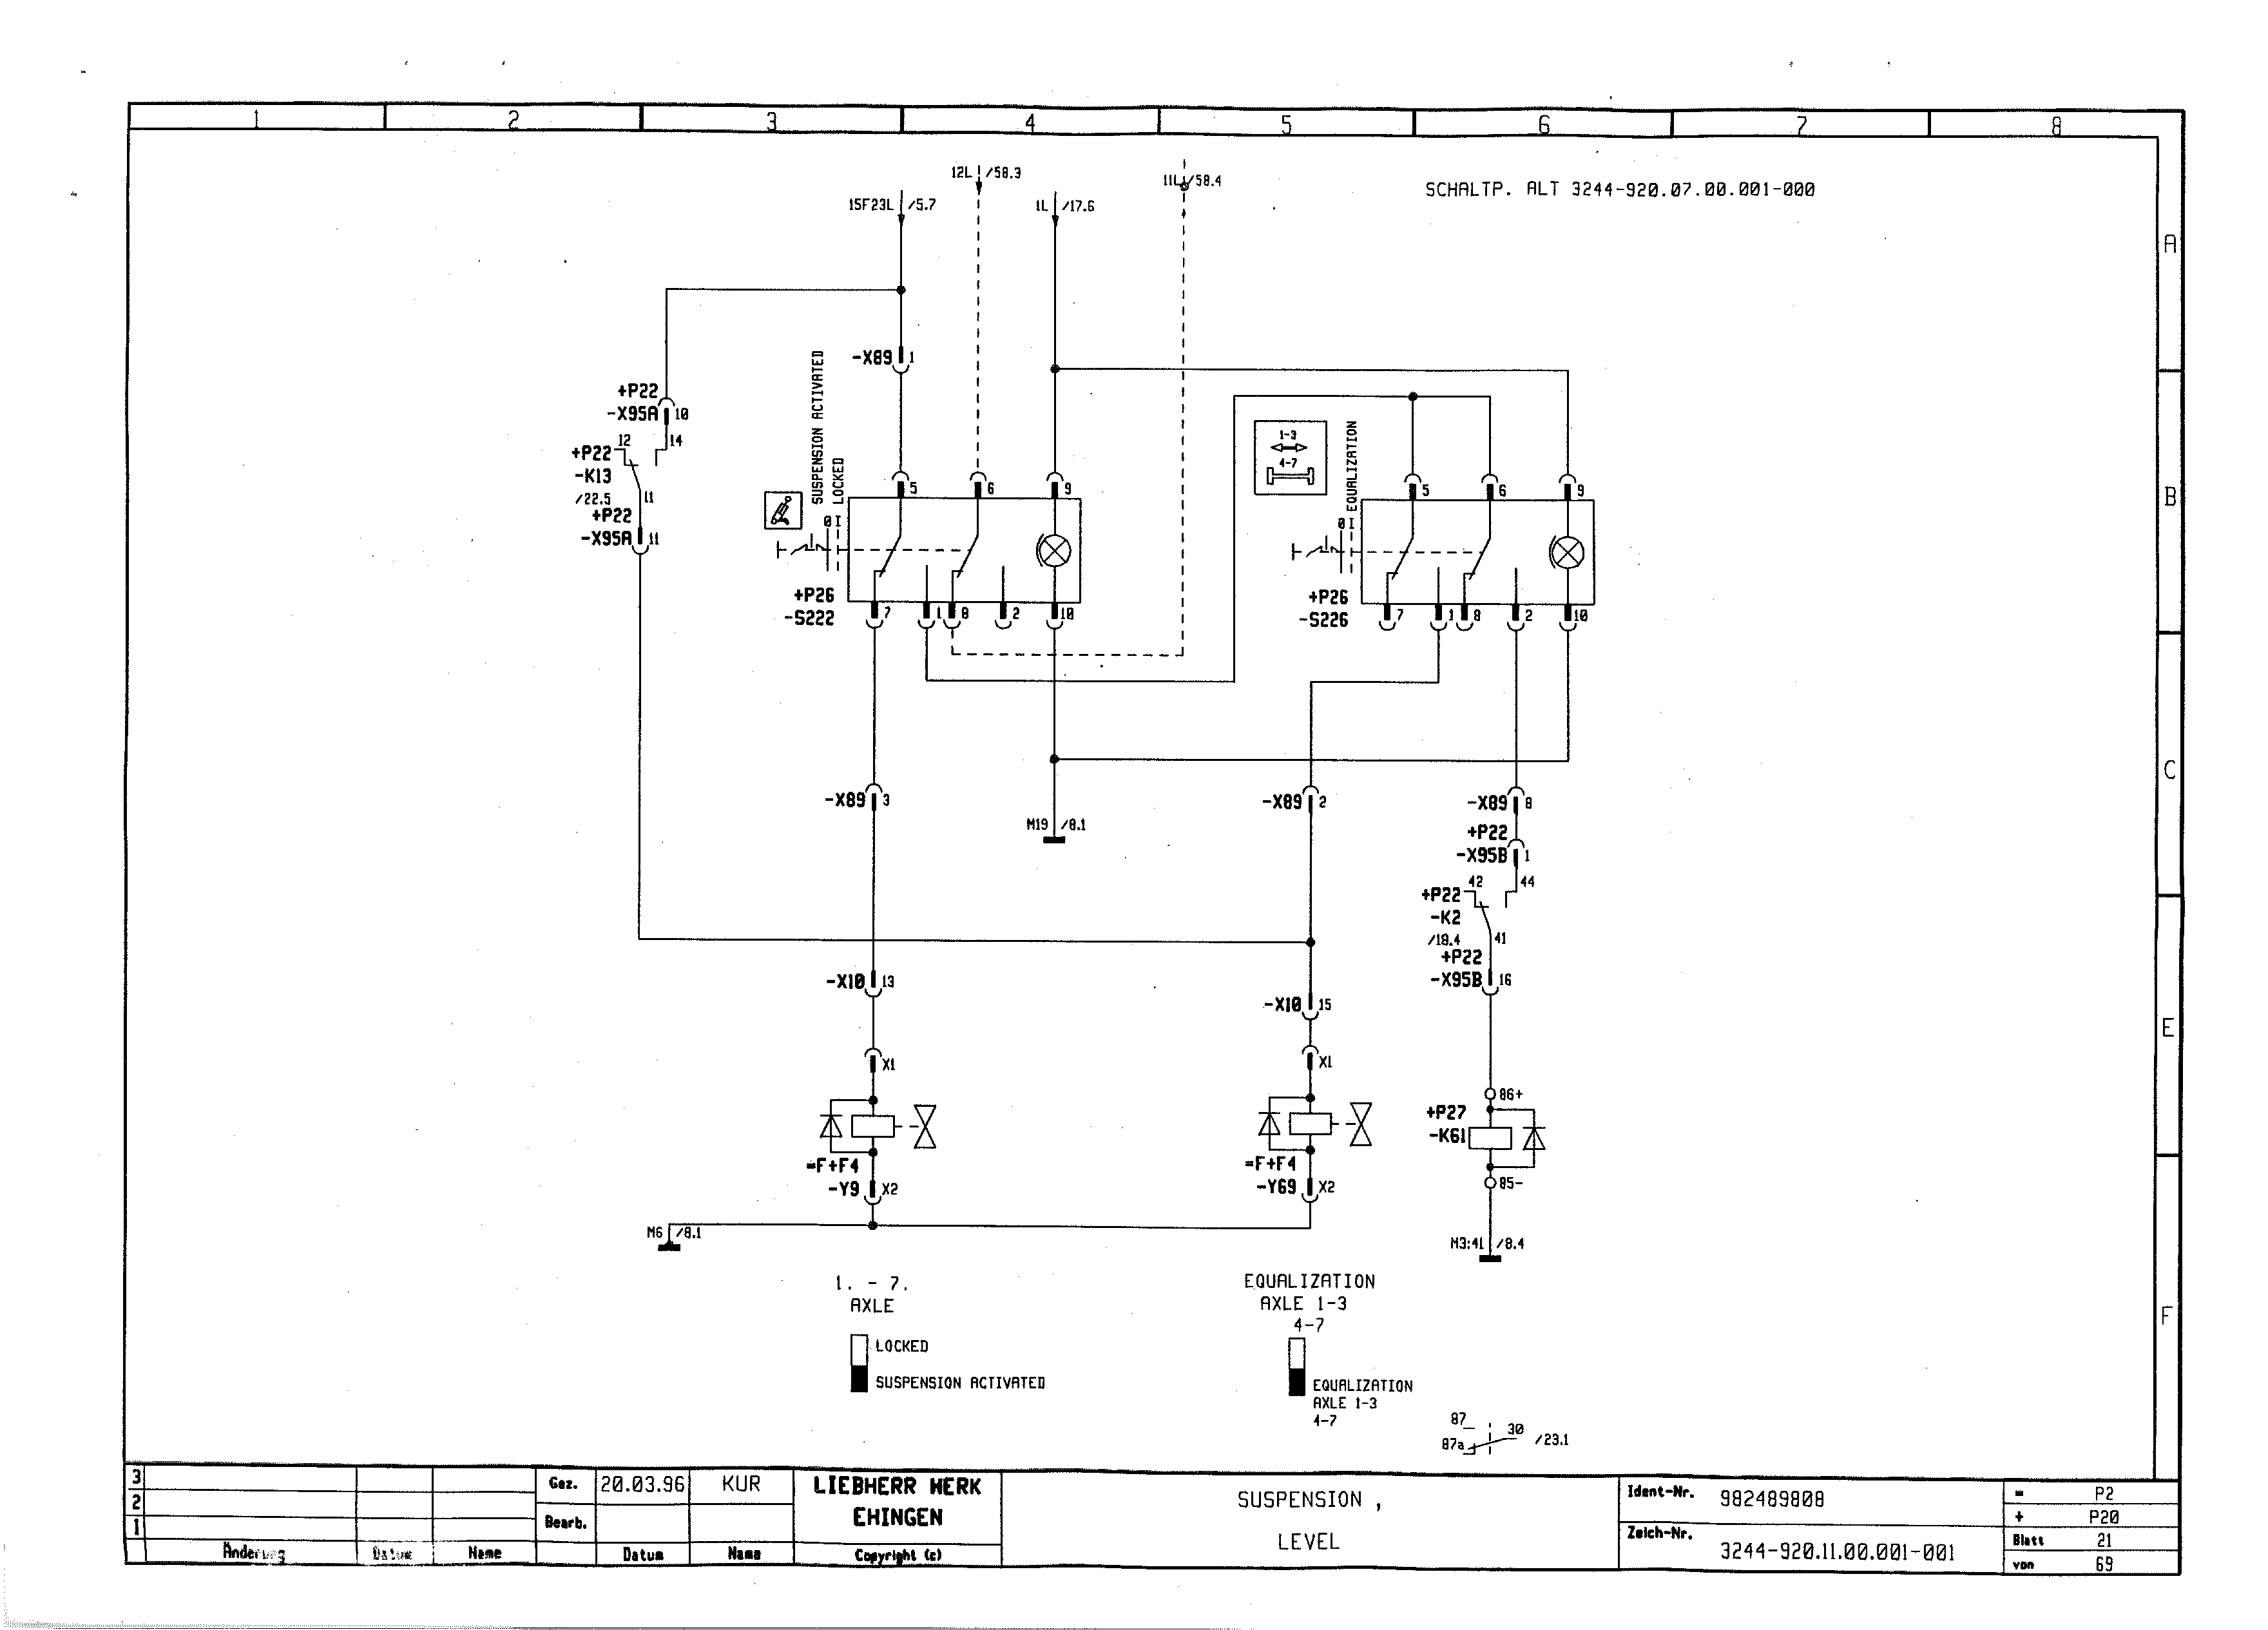 1 2 3 4 5 6 7 8
12L /58.3
11L /58.4
SCHALTP. ALT 3244-920.07.00.001-000
15F23L /5.7
1L /17.6
A
-X89 1
SUSPENSION ACTIVATED
LOCKED
+P22
-X95A 10
12 14
+P22
-K13
/22.5 11
+P22
-X95A 11
1-3
4-7
EQUALIZATION
B
5 6 9
0 I
+P26
-S222
7 1 8 2 10
5 6 9
0 I
+P26
-S226
7 1 8 2 10
C
-X89 3
-X89 2
-X89 8
M19 /8.1
+P22
-X95B 1
42 44
+P22
-K2
/18.4 41
+P22
-X95B 16
-X10 13
-X10 15
E
X1
X1
86+
+P27
-K61
=F+F4
-Y9 X2
=F+F4
-Y69 X2
85-
M6 /8.1
M3:41 /8.4
1. - 7.
AXLE
LOCKED
SUSPENSION ACTIVATED
EQUALIZATION
AXLE 1-3
4-7
EQUALIZATION
AXLE 1-3
4-7
F
87
87a 30 /23.1
3
2
1
Änderung Datum Name
Gez. 20.03.96 KUR
Bearb.
Datum Name
LIEBHERR WERK
EHINGEN
Copyright (c)
SUSPENSION ,
LEVEL
Ident-Nr. 982489808
Zeich-Nr. 3244-920.11.00.001-001
= P2
+ P20
Blatt 21
von 69